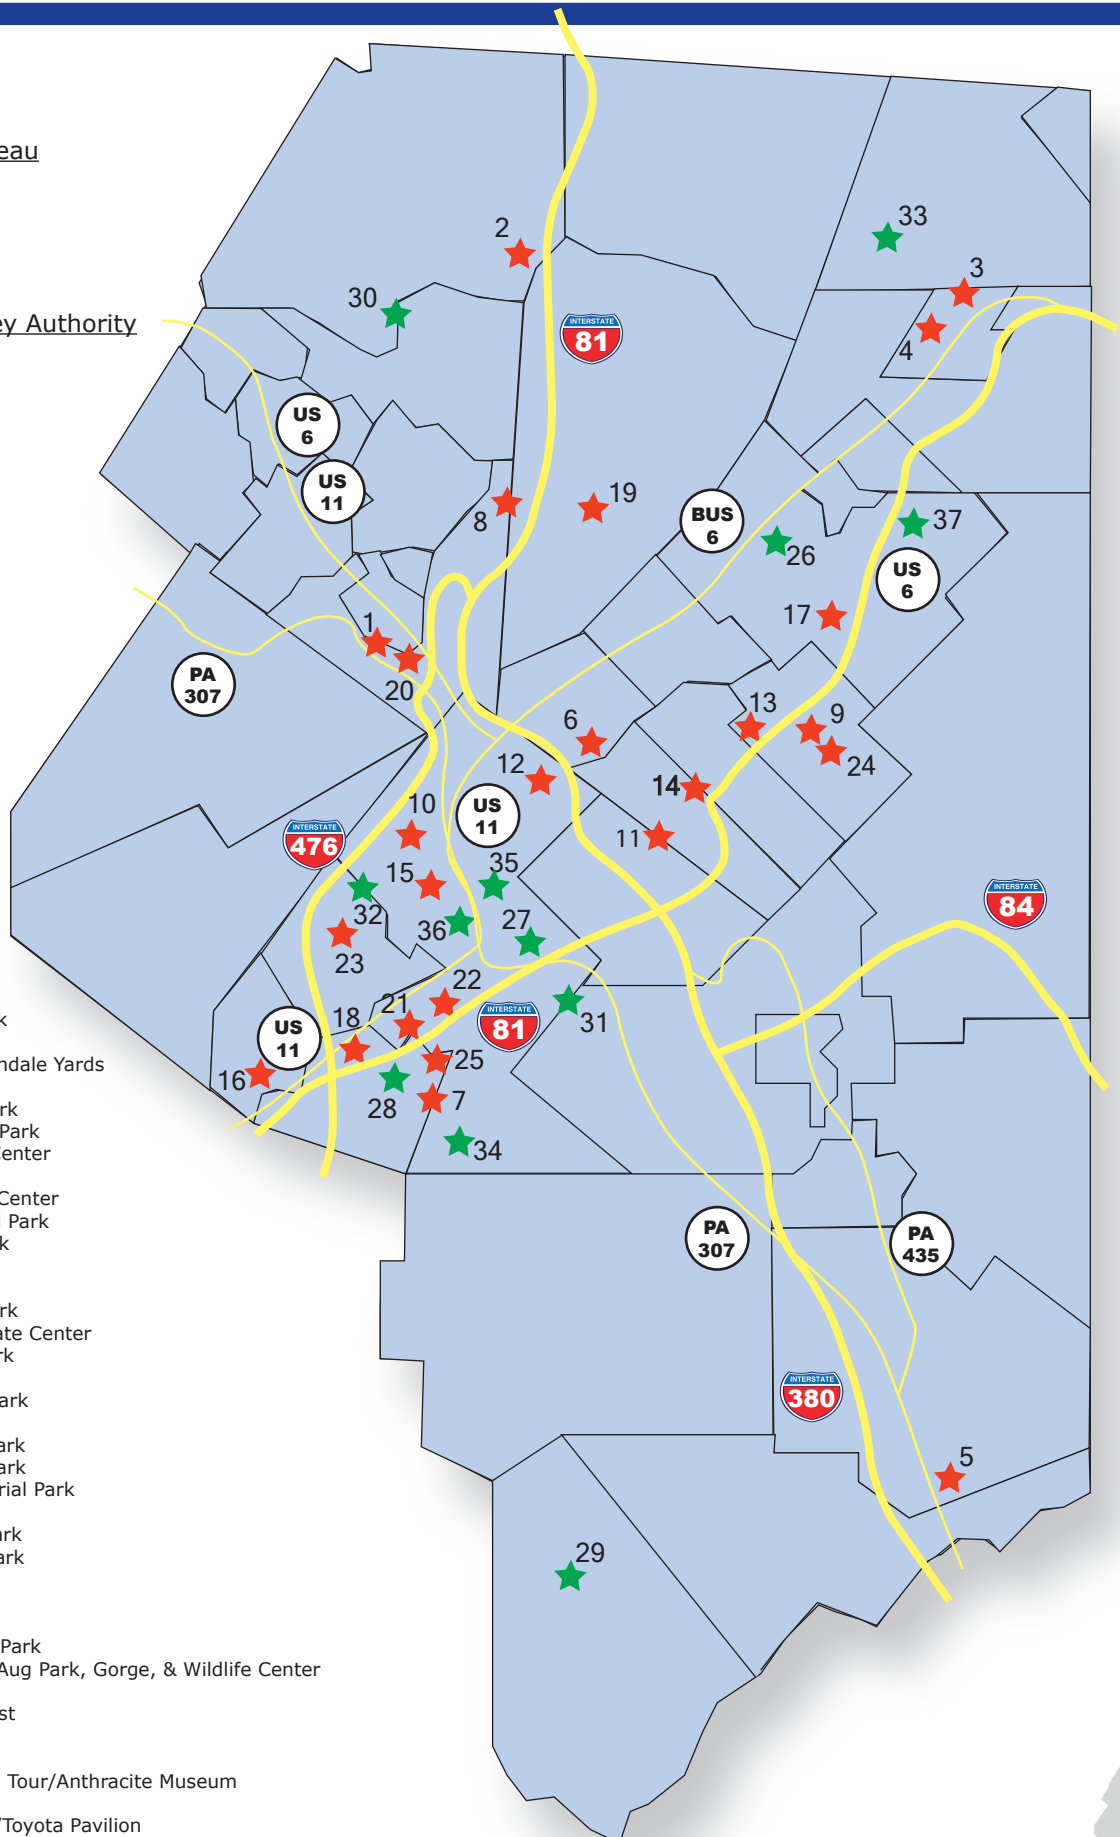 eau
ey Authority
2
33
3
30
INTERSTATE
81
4
US
6
US
11
8
19
BUS
6
37
26
US
6
17
1
PA
307
20
13
9
6
24
12
14
10
US
11
11
INTERSTATE
476
15
35
INTERSTATE
84
32
36
27
23
22
21
18
INTERSTATE
81
31
US
11
25
16
28
7
34
PA
307
PA
435
INTERSTATE
380
5
29
k
ndale Yards
rk
Park
Center
Center
l Park
k
rk
ate Center
rk
ark
ark
ark
rial Park
ark
ark
Park
Aug Park, Gorge, & Wildlife Center
st
Tour/Anthracite Museum
/Toyota Pavilion